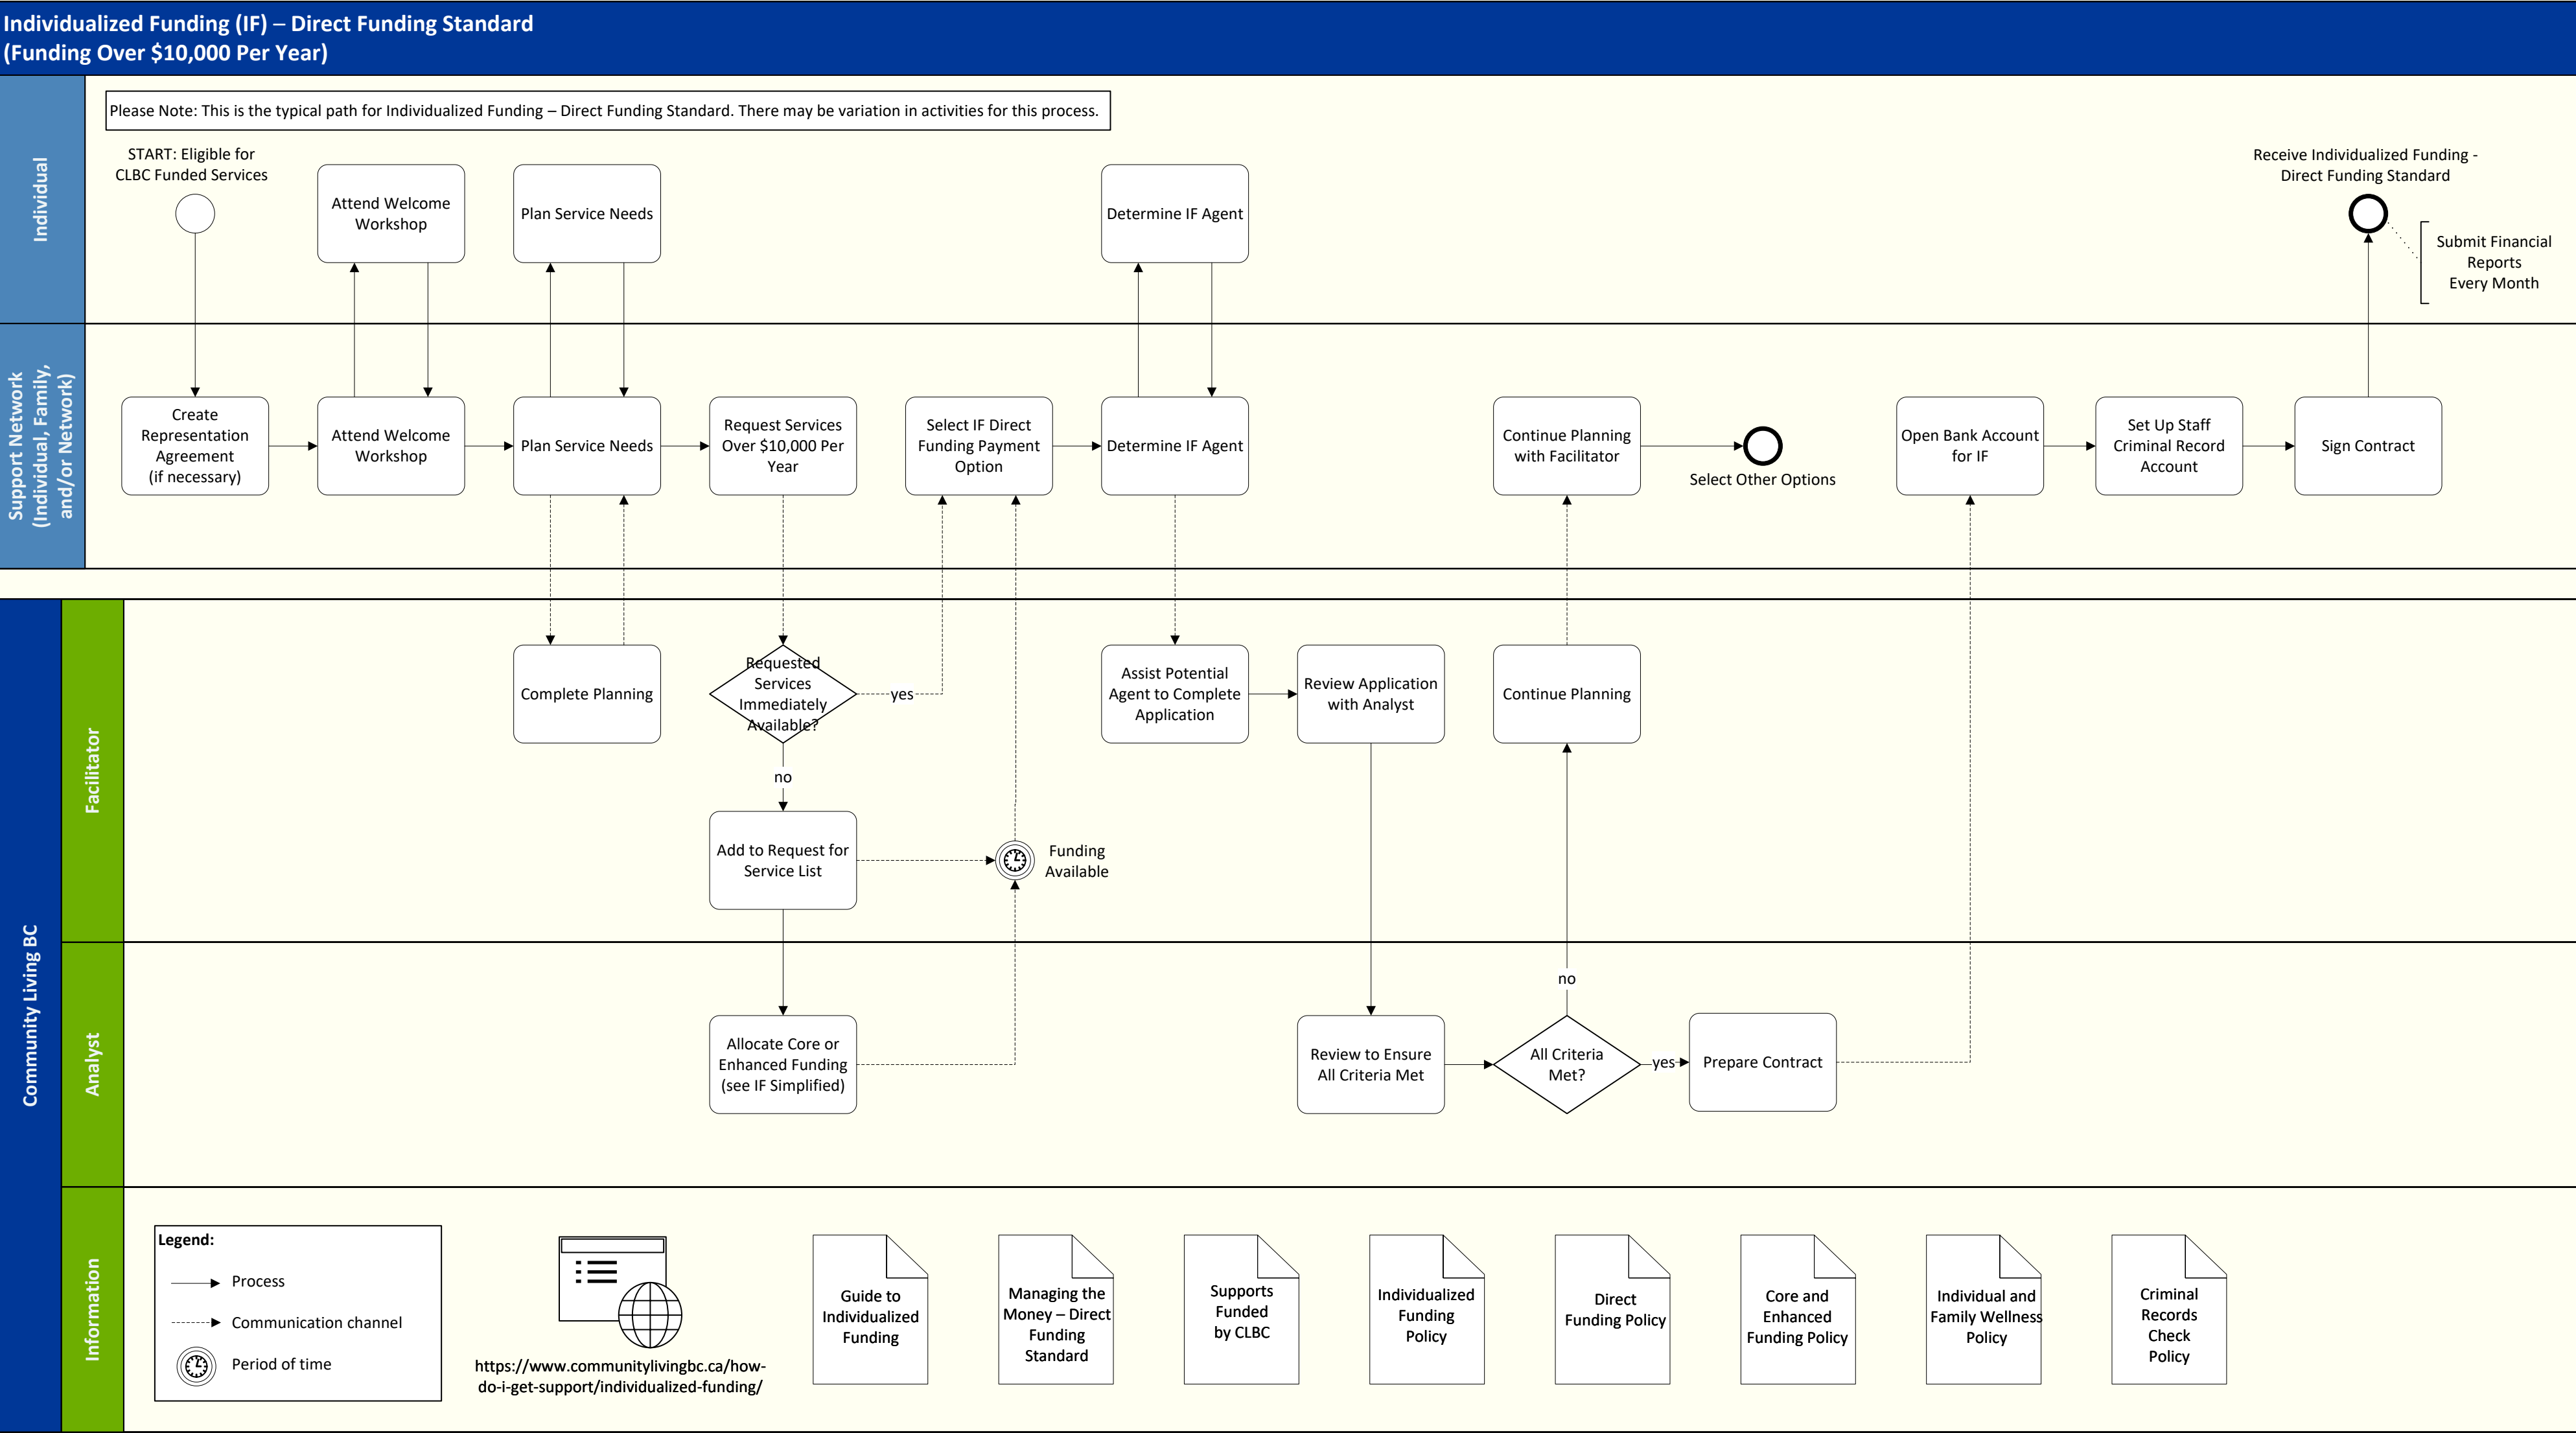 Individualized Funding (IF) – Direct Funding Standard
(Funding Over $10,000 Per Year)
Individual
Please Note: This is the typical path for Individualized Funding – Direct Funding Standard. There may be variation in activities for this process.
START: Eligible for
CLBC Funded Services
Attend Welcome
Workshop
Plan Service Needs
Determine IF Agent
Receive Individualized Funding -
Direct Funding Standard
Submit Financial
Reports
Every Month
Support Network
(Individual, Family,
and/or Network)
Create
Representation
Agreement
(if necessary)
Attend Welcome
Workshop
Plan Service Needs
Request Services
Over $10,000 Per
Year
Select IF Direct
Funding Payment
Option
Determine IF Agent
Continue Planning
with Facilitator
Select Other Options
Open Bank Account
for IF
Set Up Staff
Criminal Record
Account
Sign Contract
Community Living BC
Facilitator
Complete Planning
Requested
Services
Immediately
Available?
yes
no
Assist Potential
Agent to Complete
Application
Review Application
with Analyst
Continue Planning
Add to Request for
Service List
Funding
Available
Analyst
Allocate Core or
Enhanced Funding
(see IF Simplified)
Review to Ensure
All Criteria Met
no
All Criteria
Met?
yes
Prepare Contract
Information
Legend:
Process
Communication channel
Period of time
https://www.communitylivingbc.ca/how-
do-i-get-support/individualized-funding/
Guide to
Individualized
Funding
Managing the
Money – Direct
Funding
Standard
Supports
Funded
by CLBC
Individualized
Funding
Policy
Direct
Funding Policy
Core and
Enhanced
Funding Policy
Individual and
Family Wellness
Policy
Criminal
Records
Check
Policy